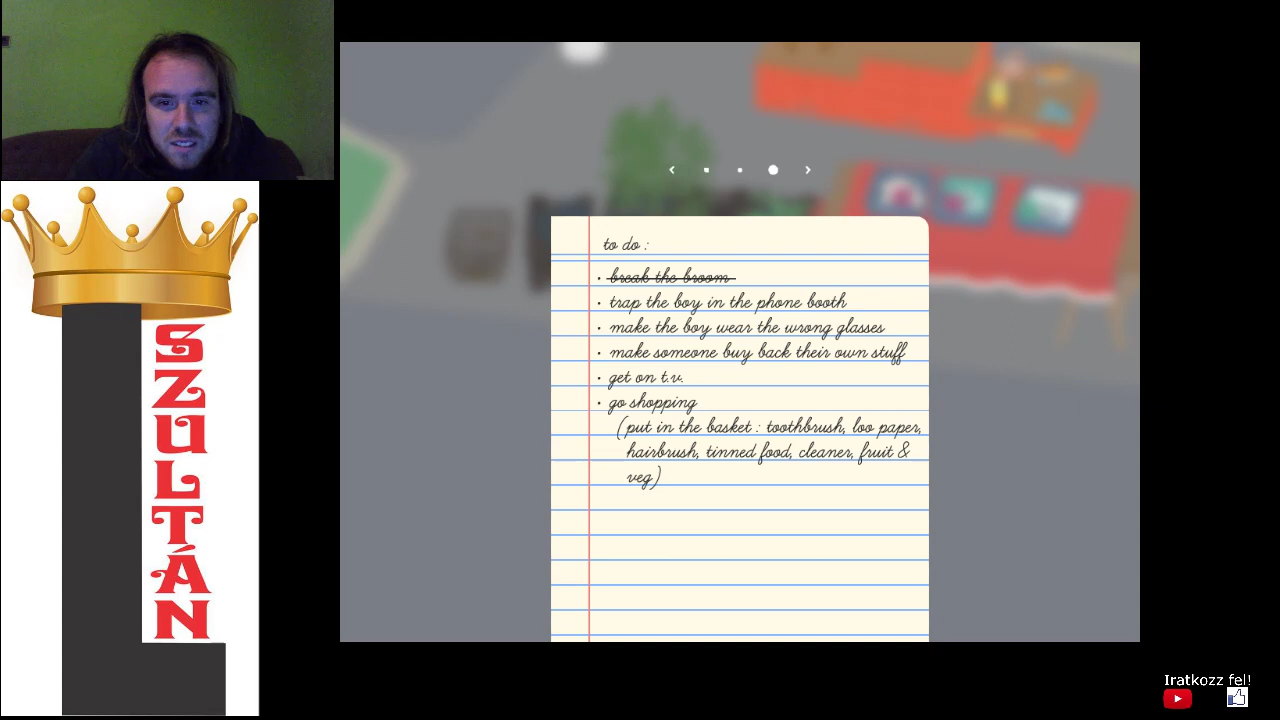 SZULTÁN
to do :
• break the broom
• trap the boy in the phone booth
• make the boy wear the wrong glasses
• make someone buy back their own stuff
• get on t.v.
• go shopping
(put in the basket : toothbrush, loo paper,
hairbrush, tinned food, cleaner, fruit &
veg)
Iratkozz fel!